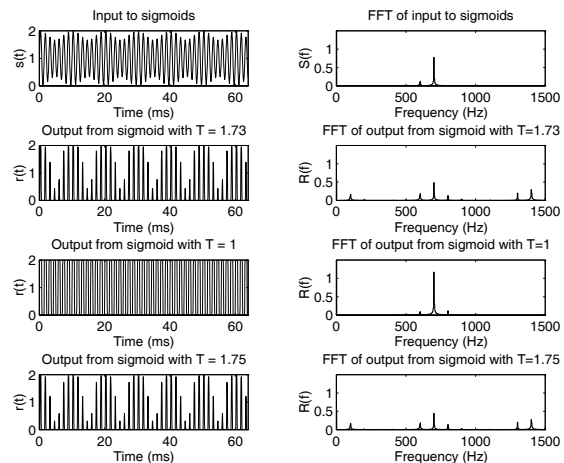 Input to sigmoids
FFT of input to sigmoids
s(t)
2
1
0
0 20 40 60
Time (ms)
S(f)
1
0.5
0
0 500 1000 1500
Frequency (Hz)
Output from sigmoid with T = 1.73
FFT of output from sigmoid with T=1.73
r(t)
2
1
0
0 20 40 60
Time (ms)
R(f)
1
0.5
0
0 500 1000 1500
Frequency (Hz)
Output from sigmoid with T = 1
FFT of output from sigmoid with T=1
r(t)
2
1
0
0 20 40 60
Time (ms)
R(f)
1
0.5
0
0 500 1000 1500
Frequency (Hz)
Output from sigmoid with T = 1.75
FFT of output from sigmoid with T=1.75
r(t)
2
1
0
0 20 40 60
Time (ms)
R(f)
1
0.5
0
0 500 1000 1500
Frequency (Hz)